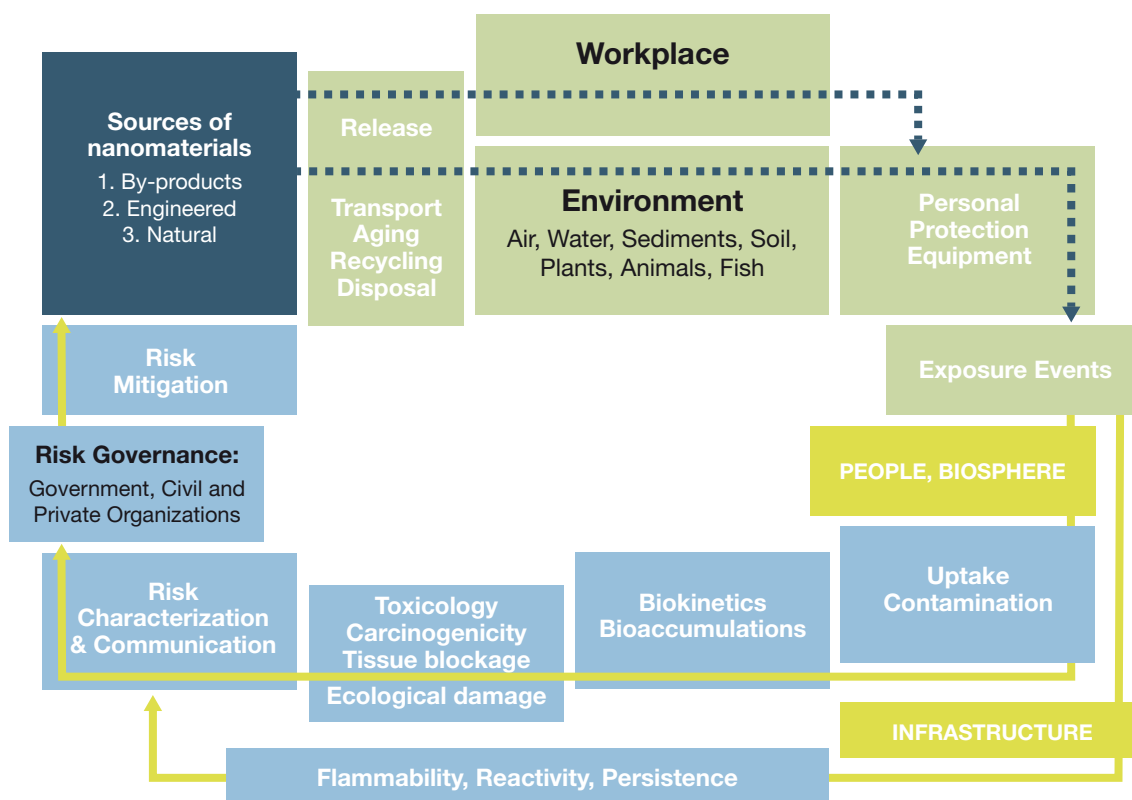 Workplace
Sources of
nanomaterials
1. By-products
2. Engineered
3. Natural
Release
Transport
Aging
Recycling
Disposal
Environment
Air, Water, Sediments, Soil,
Plants, Animals, Fish
Personal
Protection
Equipment
Risk
Mitigation
Exposure Events
Risk Governance:
Government, Civil and
Private Organizations
PEOPLE, BIOSPHERE
Risk
Characterization
& Communication
Toxicology
Carcinogenicity
Tissue blockage
Ecological damage
Biokinetics
Bioaccumulations
Uptake
Contamination
INFRASTRUCTURE
Flammability, Reactivity, Persistence